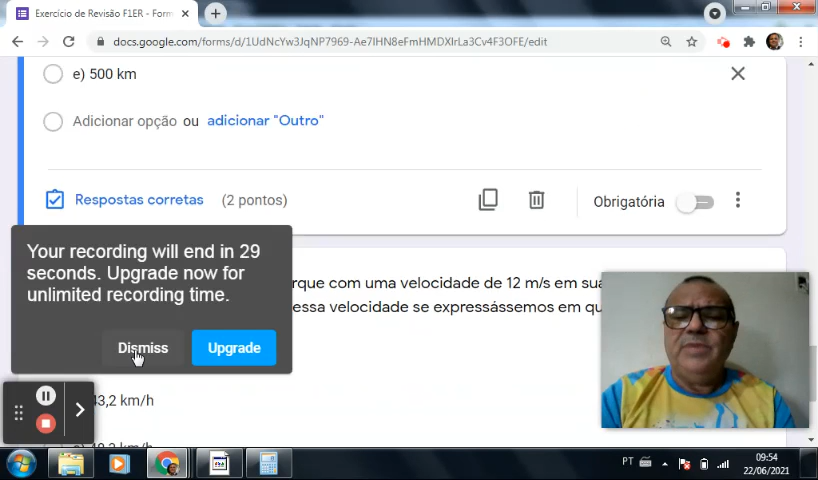 Exercício de Revisão F1ER - Form
docs.google.com/forms/d/1UdNcYw3JqNP7969-Ae7IHN8eFmHMDXIrLa3Cv4F3OFE/edit
e) 500 km
Adicionar opção ou adicionar "Outro"
Respostas corretas (2 pontos)
Obrigatória
Your recording will end in 29
seconds. Upgrade now for
unlimited recording time.
Dismiss
Upgrade
rque com uma velocidade de 12 m/s em sua
essa velocidade se expressássemos em qu
43,2 km/h
PT
09:54
22/06/2021